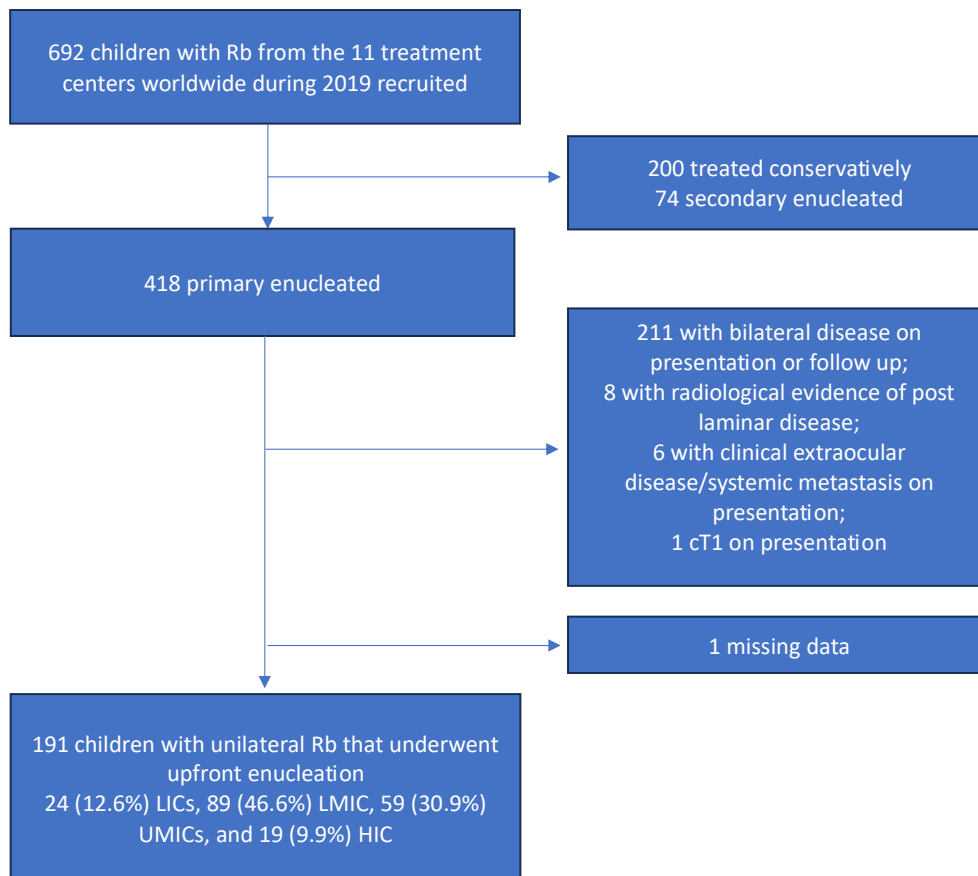 692 children with Rb from the 11 treatment
centers worldwide during 2019 recruited
200 treated conservatively
74 secondary enucleated
418 primary enucleated
211 with bilateral disease on
presentation or follow up;
8 with radiological evidence of post
laminar disease;
6 with clinical extraocular
disease/systemic metastasis on
presentation;
1 cT1 on presentation
1 missing data
191 children with unilateral Rb that underwent
upfront enucleation
24 (12.6%) LICs, 89 (46.6%) LMIC, 59 (30.9%)
UMICs, and 19 (9.9%) HIC